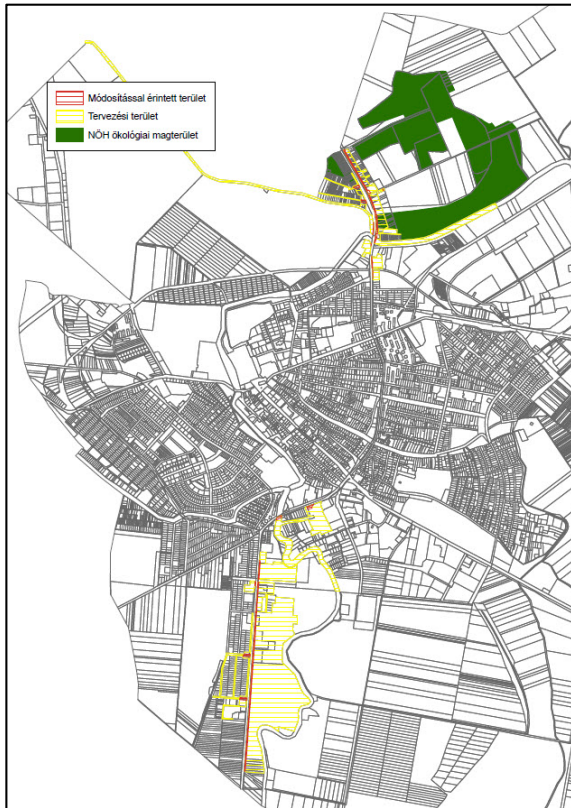 Módosítással érintett terület
Tervezési terület
NÖH ökológiai magterület